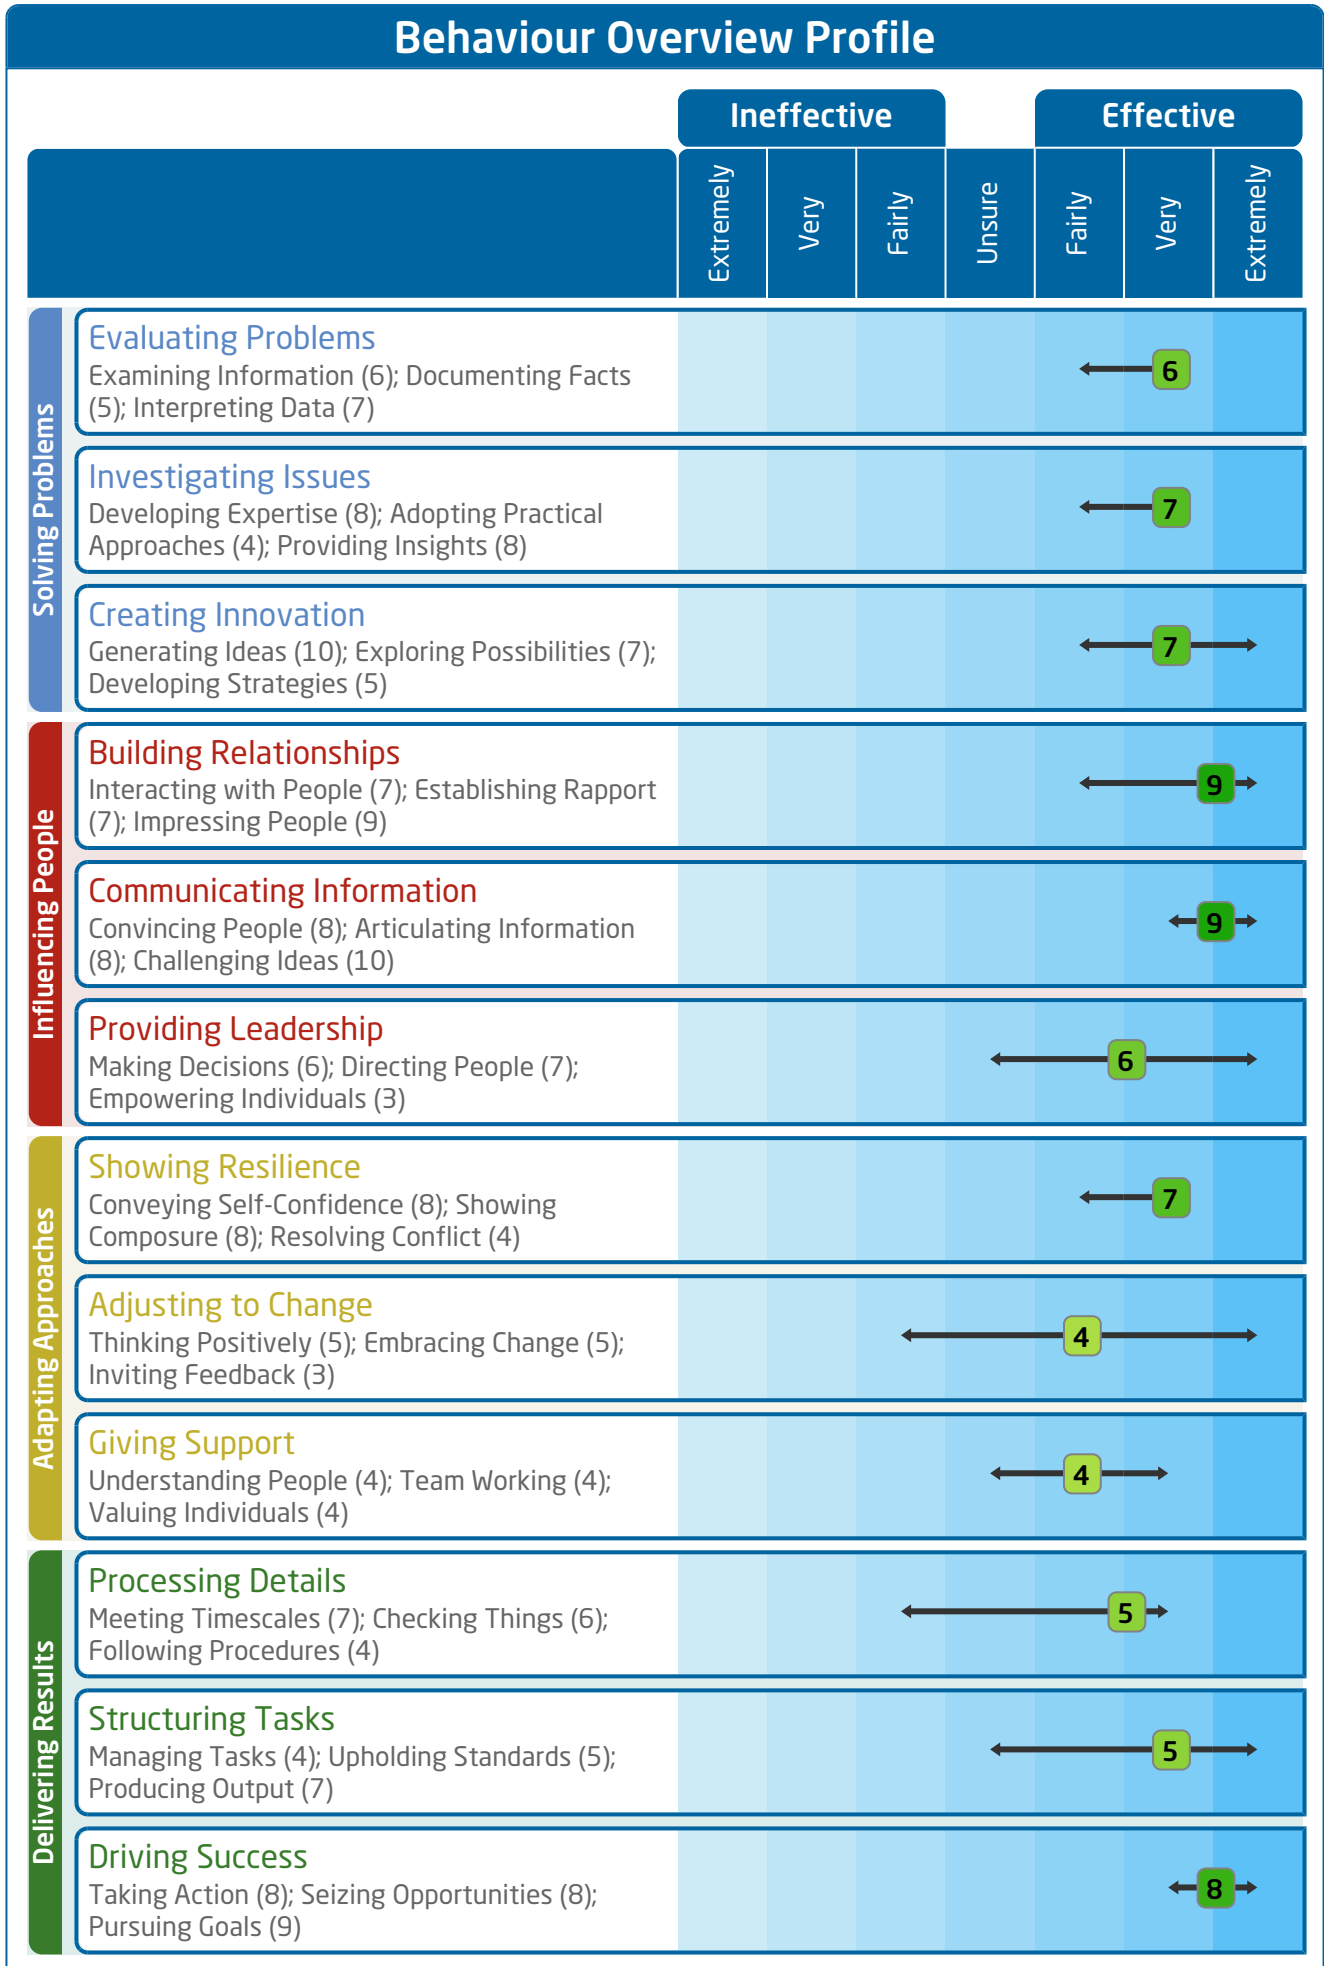 Behaviour Overview Profile
Ineffective
Effective
Extremely
Very
Fairly
Unsure
Fairly
Very
Extremely
Solving Problems
Evaluating Problems
Examining Information (6); Documenting Facts
(5); Interpreting Data (7)
6
Investigating Issues
Developing Expertise (8); Adopting Practical
Approaches (4); Providing Insights (8)
7
Creating Innovation
Generating Ideas (10); Exploring Possibilities (7);
Developing Strategies (5)
7
Influencing People
Building Relationships
Interacting with People (7); Establishing Rapport
(7); Impressing People (9)
9
Communicating Information
Convincing People (8); Articulating Information
(8); Challenging Ideas (10)
9
Providing Leadership
Making Decisions (6); Directing People (7);
Empowering Individuals (3)
6
Adapting Approaches
Showing Resilience
Conveying Self-Confidence (8); Showing
Composure (8); Resolving Conflict (4)
7
Adjusting to Change
Thinking Positively (5); Embracing Change (5);
Inviting Feedback (3)
4
Giving Support
Understanding People (4); Team Working (4);
Valuing Individuals (4)
4
Delivering Results
Processing Details
Meeting Timescales (7); Checking Things (6);
Following Procedures (4)
5
Structuring Tasks
Managing Tasks (4); Upholding Standards (5);
Producing Output (7)
5
Driving Success
Taking Action (8); Seizing Opportunities (8);
Pursuing Goals (9)
8